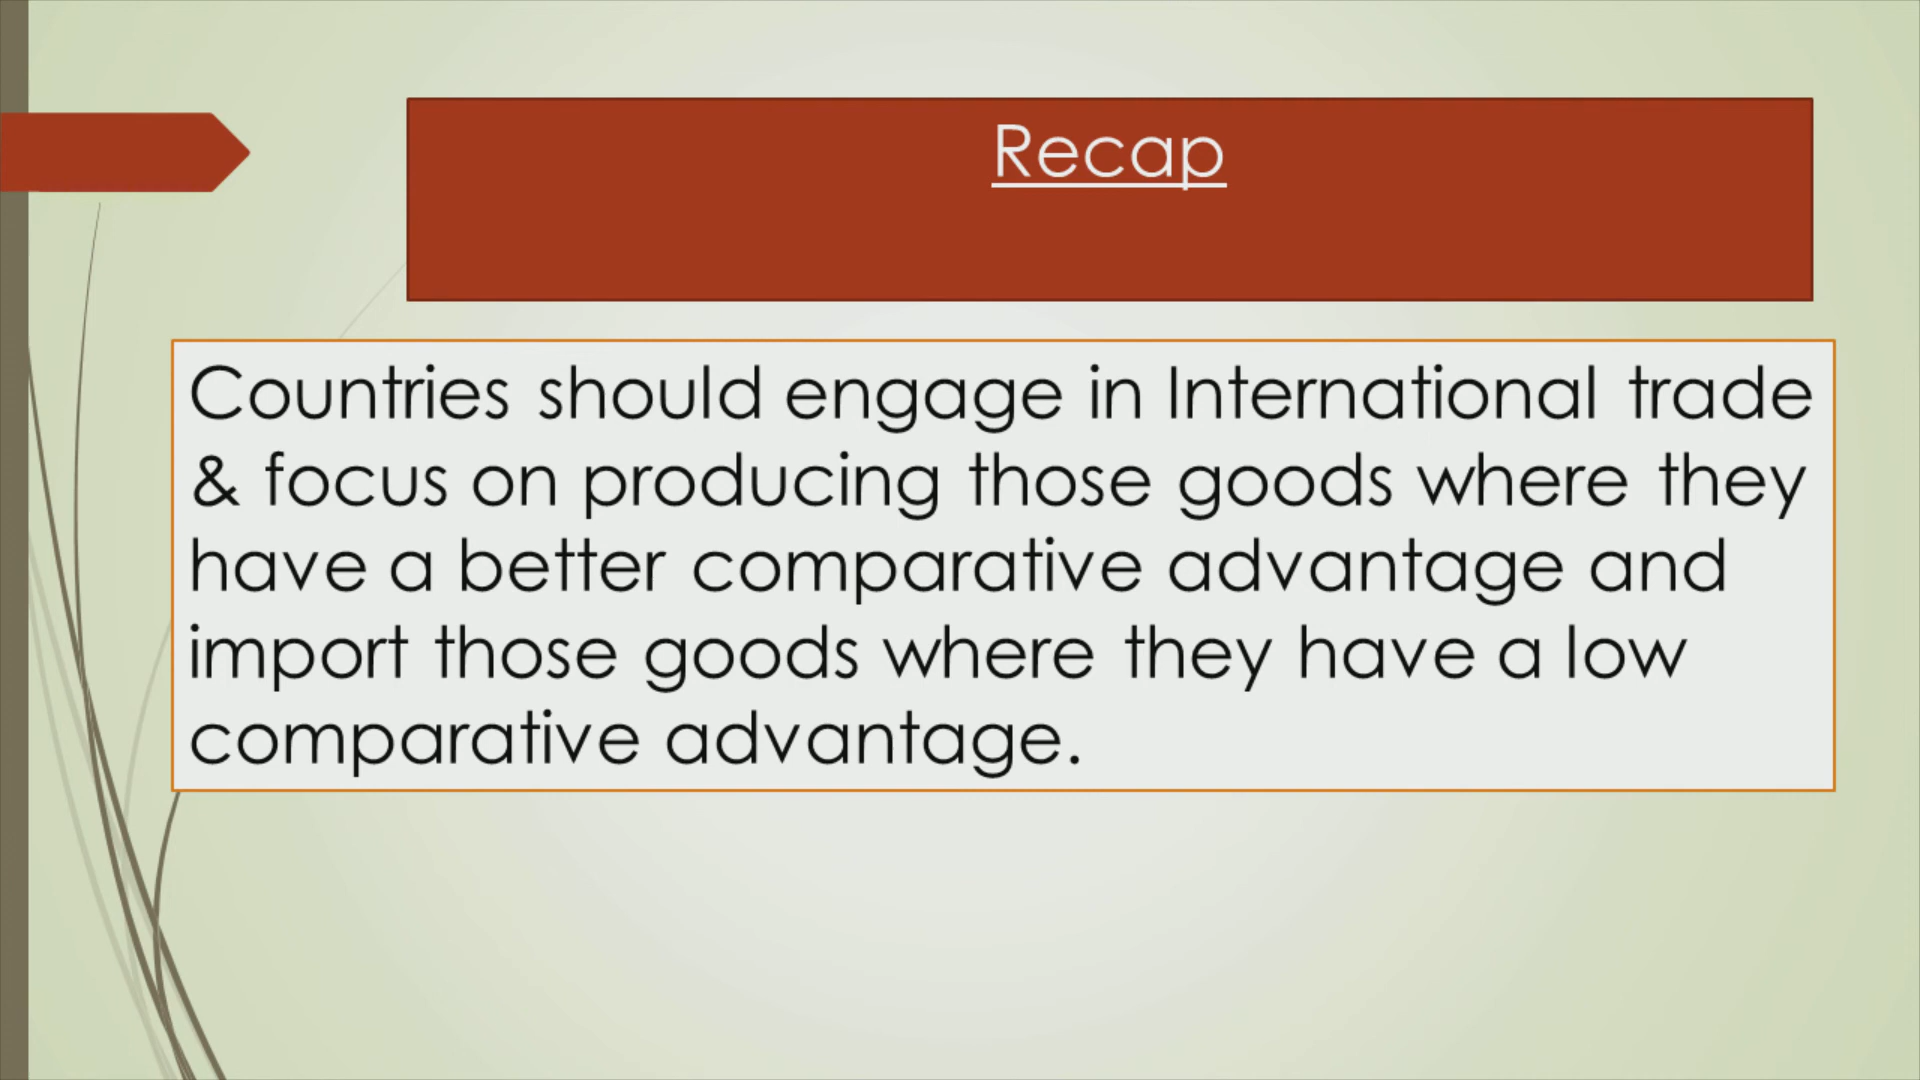 Recap
Countries should engage in International trade
& focus on producing those goods where they
have a better comparative advantage and
import those goods where they have a low
comparative advantage.